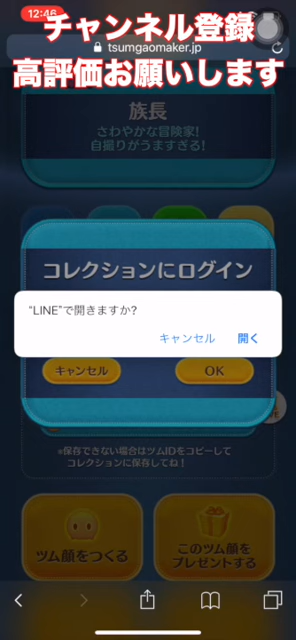 12:46
チャンネル登録
tsumgaomaker.jp
高評価お願いします
族長
さわやかな冒険家!
自撮りがうますぎる!
コレクションにログイン
“LINE”で開きますか?
キャンセル 開く
キャンセル OK
※保存できない場合はツムIDをコピーして
コレクションに保存してね!
ツム顔をつくる
このツム顔を
プレゼントする